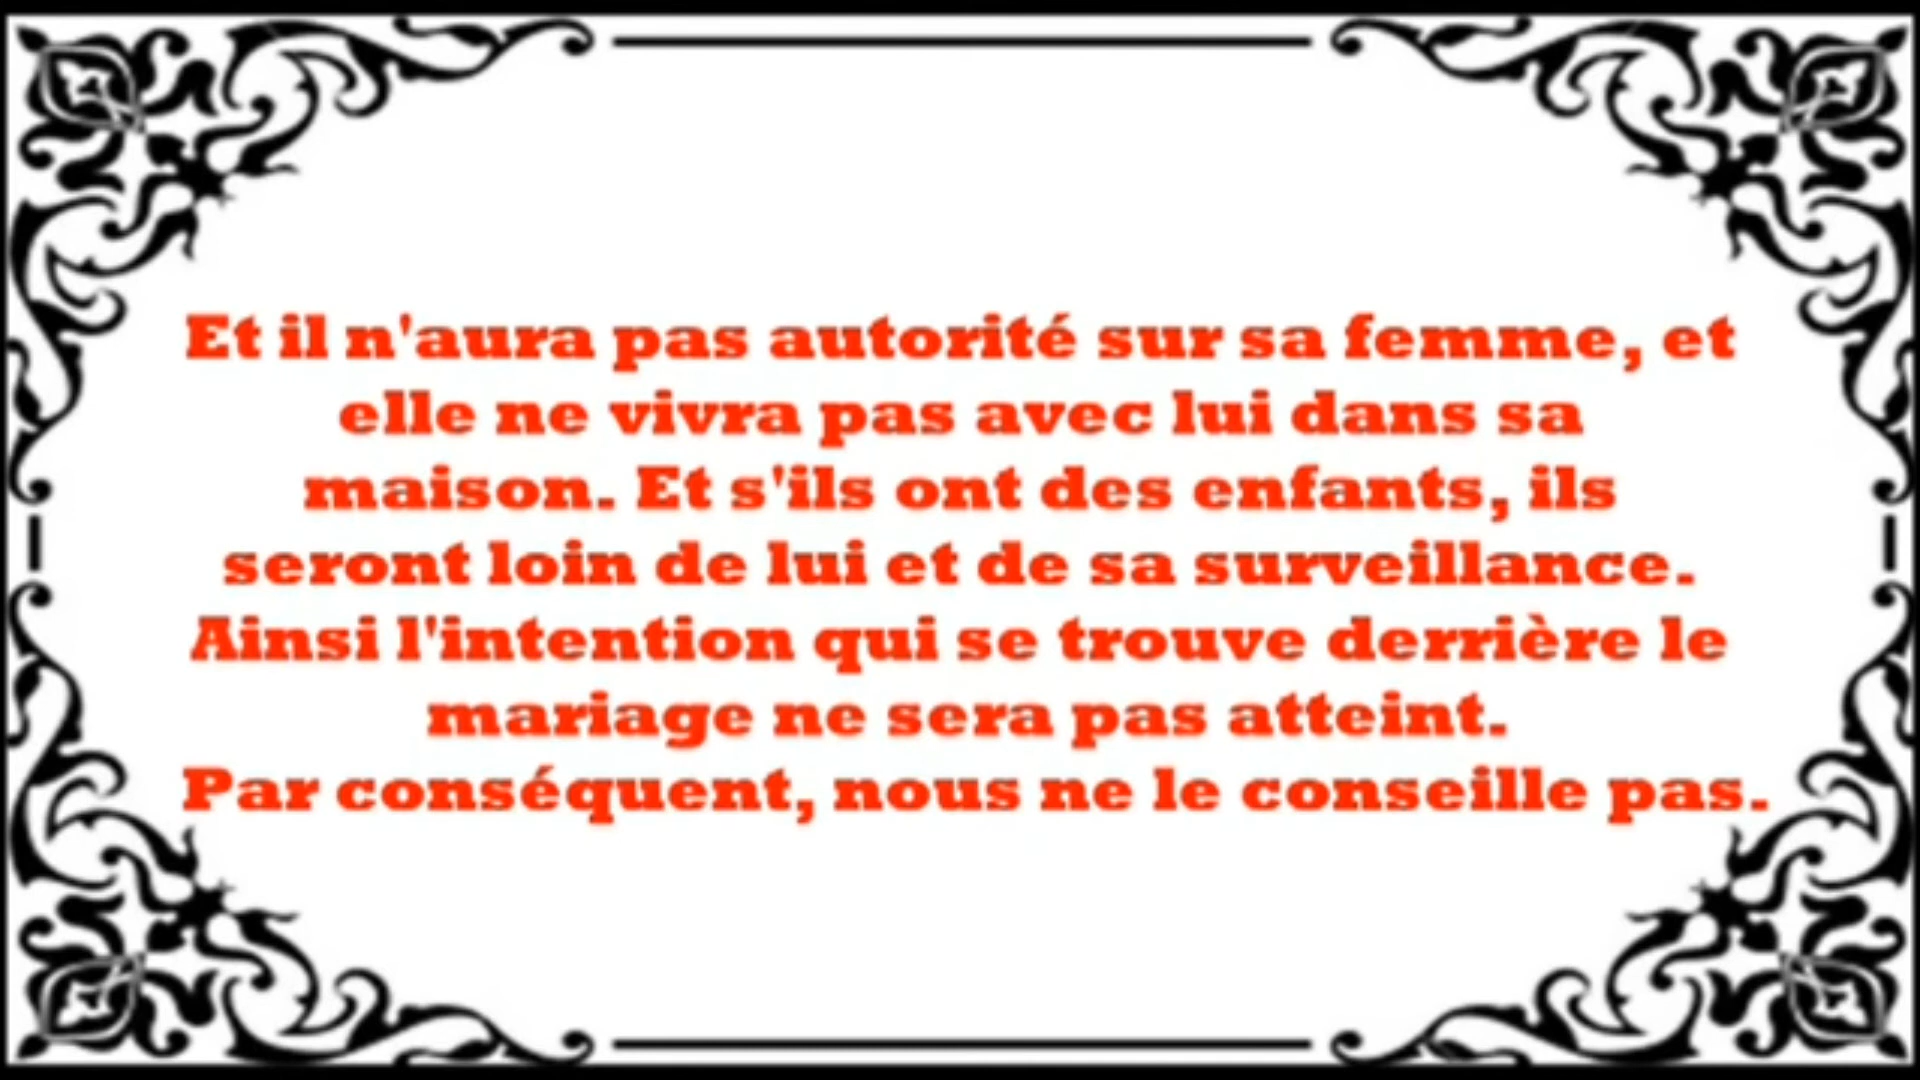 Et il n'aura pas autorité sur sa femme, et
elle ne vivra pas avec lui dans sa
maison. Et s'ils ont des enfants, ils
seront loin de lui et de sa surveillance.
Ainsi l'intention qui se trouve derrière le
mariage ne sera pas atteint.
Par conséquent, nous ne le conseille pas.